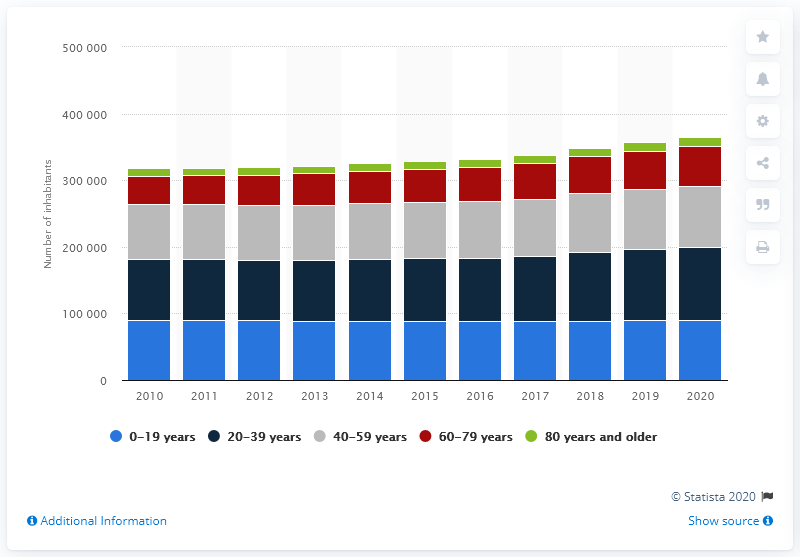 500 000
400 000
300 000
200 000
100 000
0
Number of inhabitants
2010 2011 2012 2013 2014 2015 2016 2017 2018 2019 2020
0–19 years 20–39 years 40–59 years 60–79 years 80 years and older
© Statista 2020
Additional Information Show source